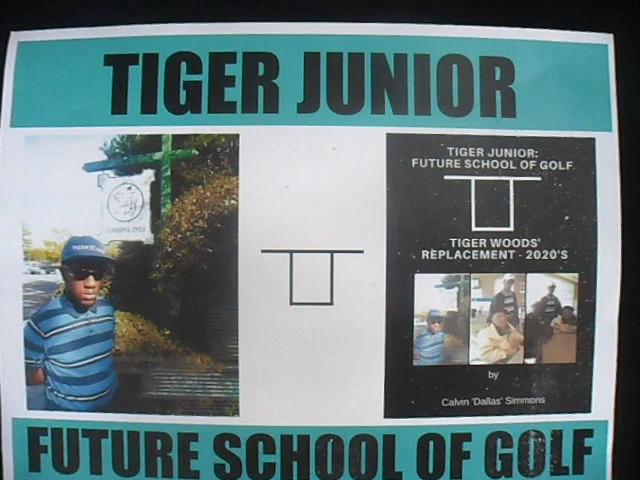 TIGER JUNIOR
TIGER JUNIOR:
FUTURE SCHOOL OF GOLF
TIGER WOODS'
REPLACEMENT - 2020'S
by
Calvin 'Dallas' Simmons
FUTURE SCHOOL OF GOLF